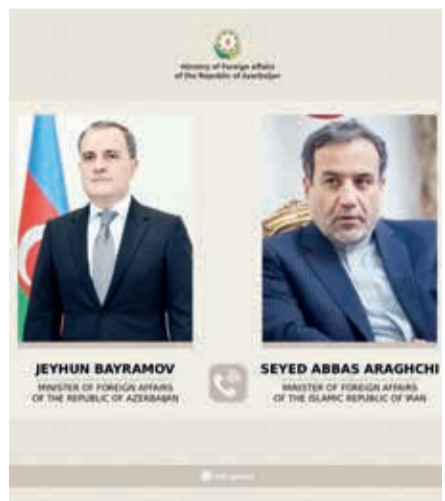 Ministry of Foreign affairs
of the Republic of Azerbaijan
JEYHUN BAYRAMOV
MINISTER OF FOREIGN AFFAIRS
OF THE REPUBLIC OF AZERBAIJAN
SEYED ABBAS ARAGHCHI
MINISTER OF FOREIGN AFFAIRS
OF THE ISLAMIC REPUBLIC OF IRAN